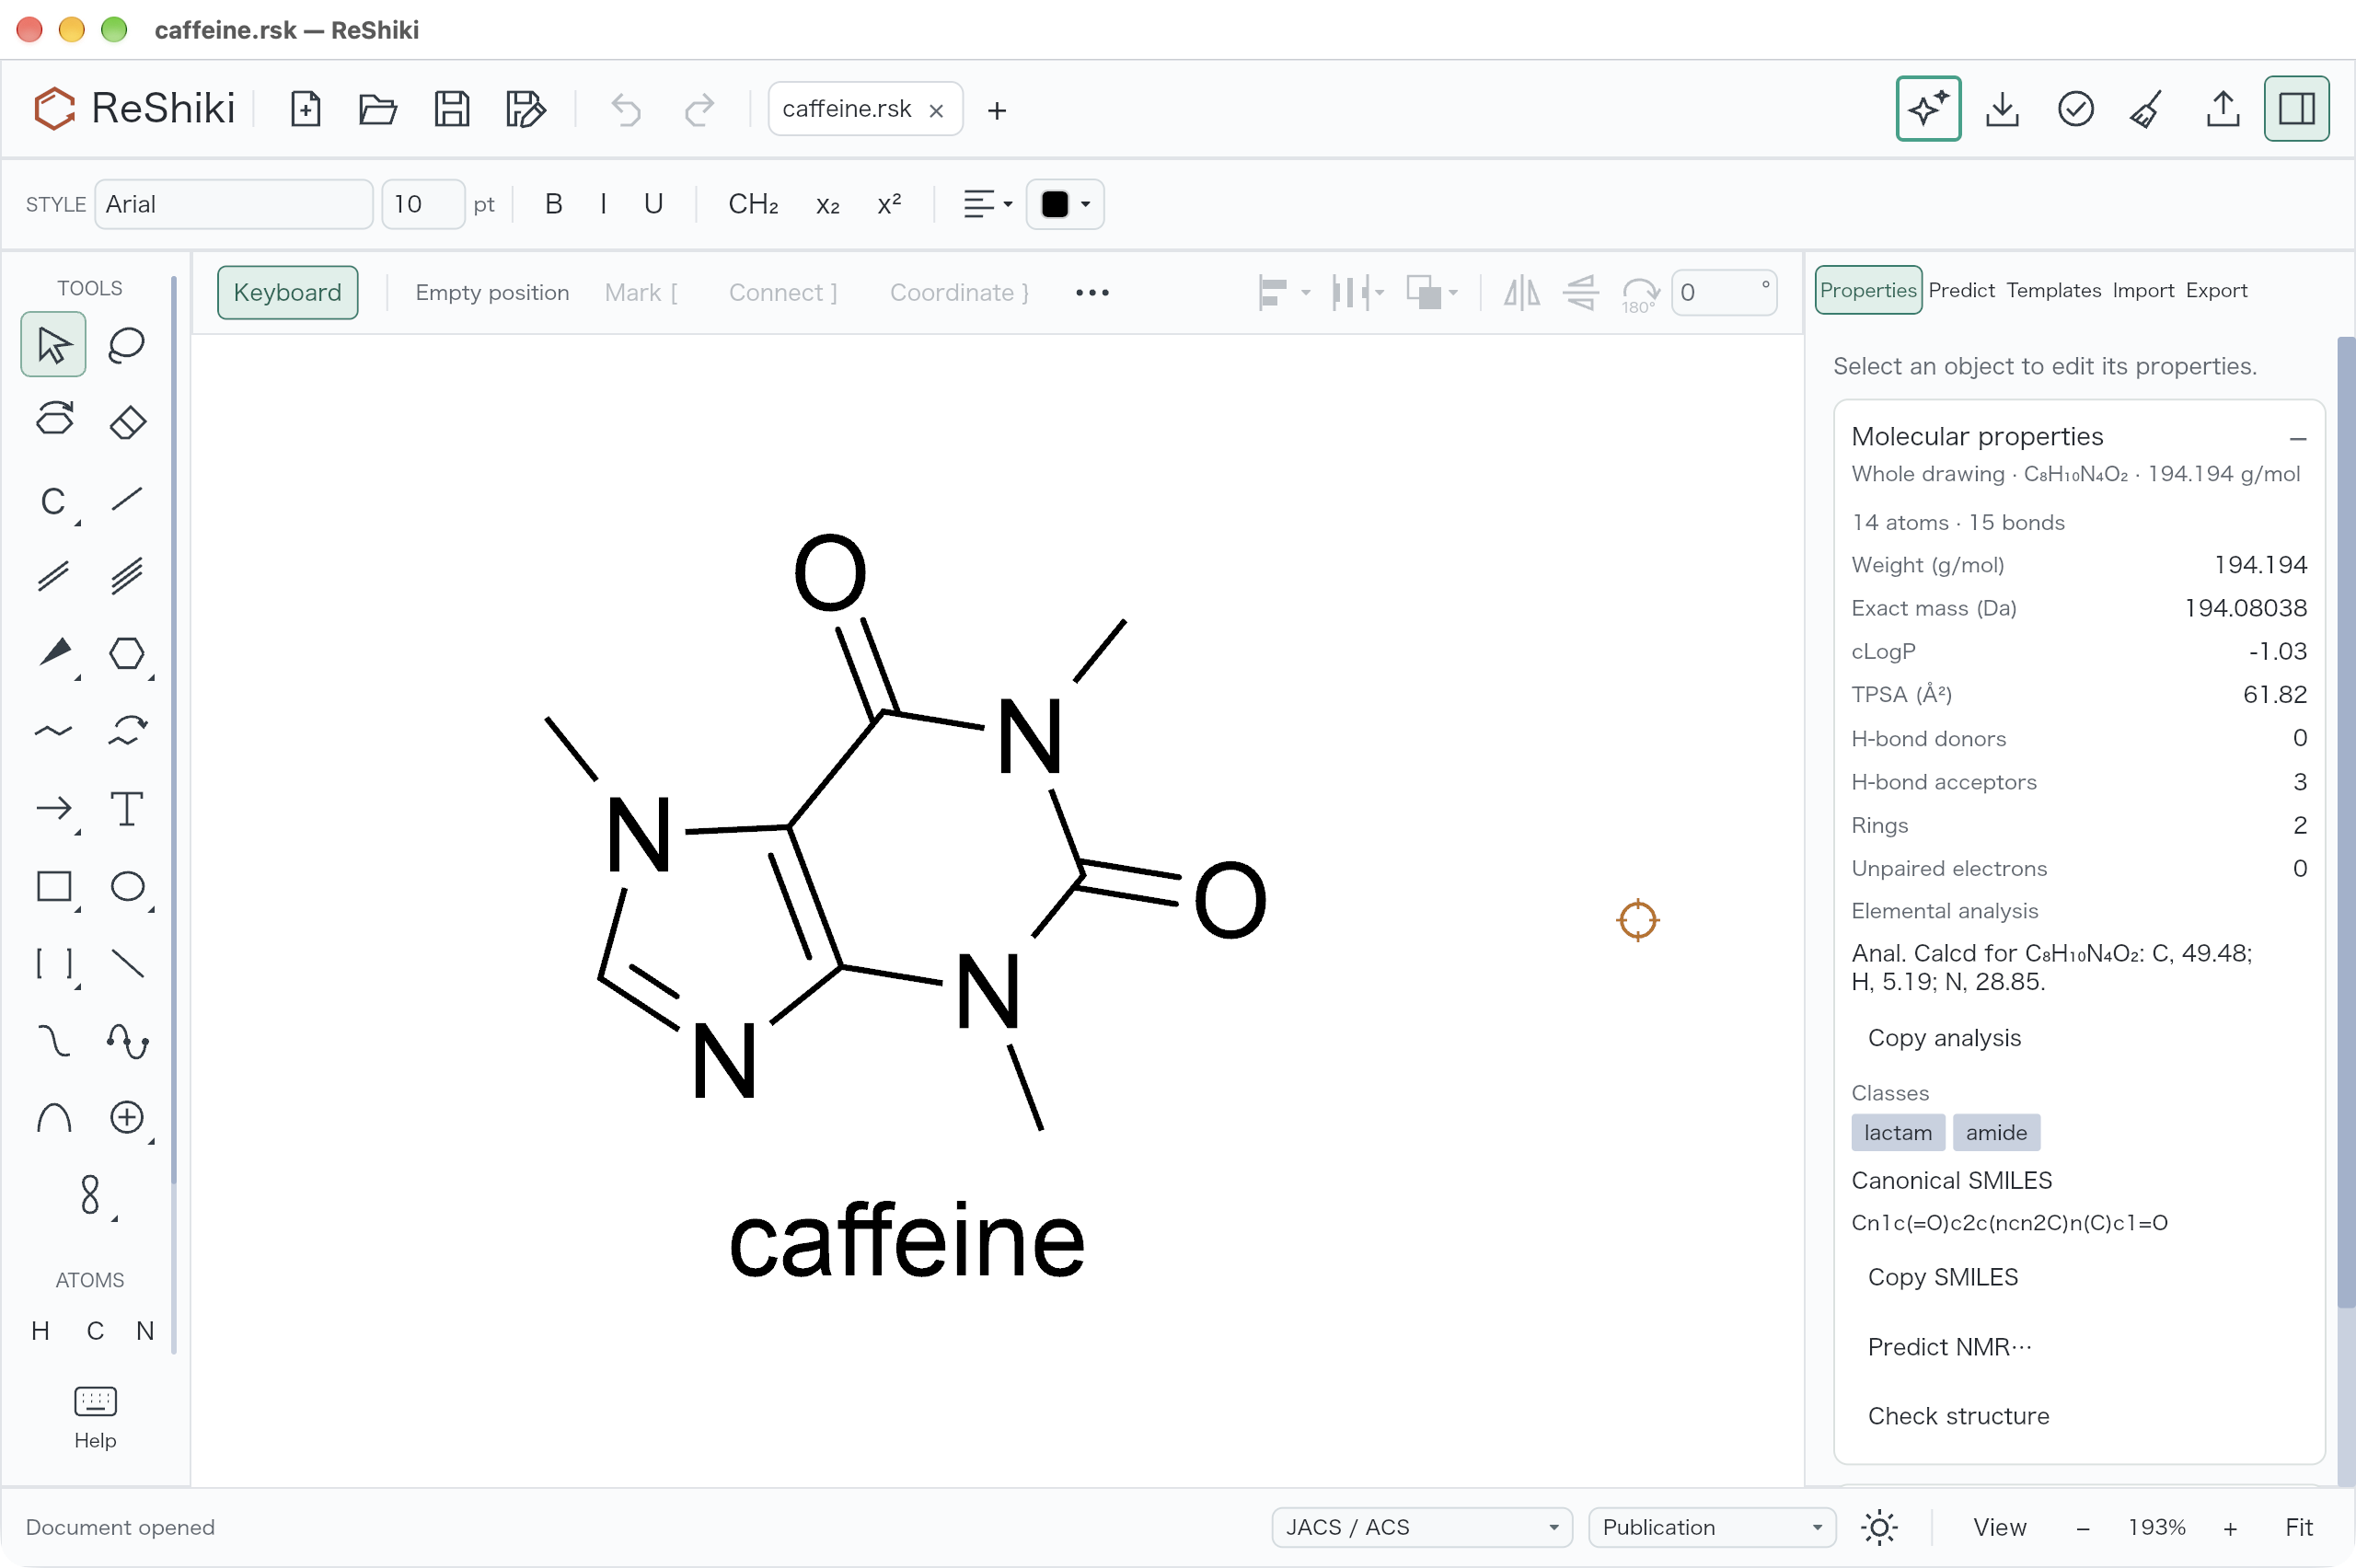 caffeine.rsk — ReShiki
ReShiki
caffeine.rsk × +
STYLE Arial 10 pt B I U CH₂ x₂ x²
TOOLS
Keyboard Empty position Mark [ Connect ] Coordinate } ••• 180° 0 °
C
T
[ ]
ATOMS
H C N
Help
O
N
N
O
N
N
caffeine
Properties Predict Templates Import Export
Select an object to edit its properties.
Molecular properties –
Whole drawing · C₈H₁₀N₄O₂ · 194.194 g/mol
14 atoms · 15 bonds
Weight (g/mol) 194.194
Exact mass (Da) 194.08038
cLogP -1.03
TPSA (Å²) 61.82
H-bond donors 0
H-bond acceptors 3
Rings 2
Unpaired electrons 0
Elemental analysis
Anal. Calcd for C₈H₁₀N₄O₂: C, 49.48;
H, 5.19; N, 28.85.
Copy analysis
Classes
lactam amide
Canonical SMILES
Cn1c(=O)c2c(ncn2C)n(C)c1=O
Copy SMILES
Predict NMR⋯
Check structure
Document opened JACS / ACS Publication View – 193% + Fit